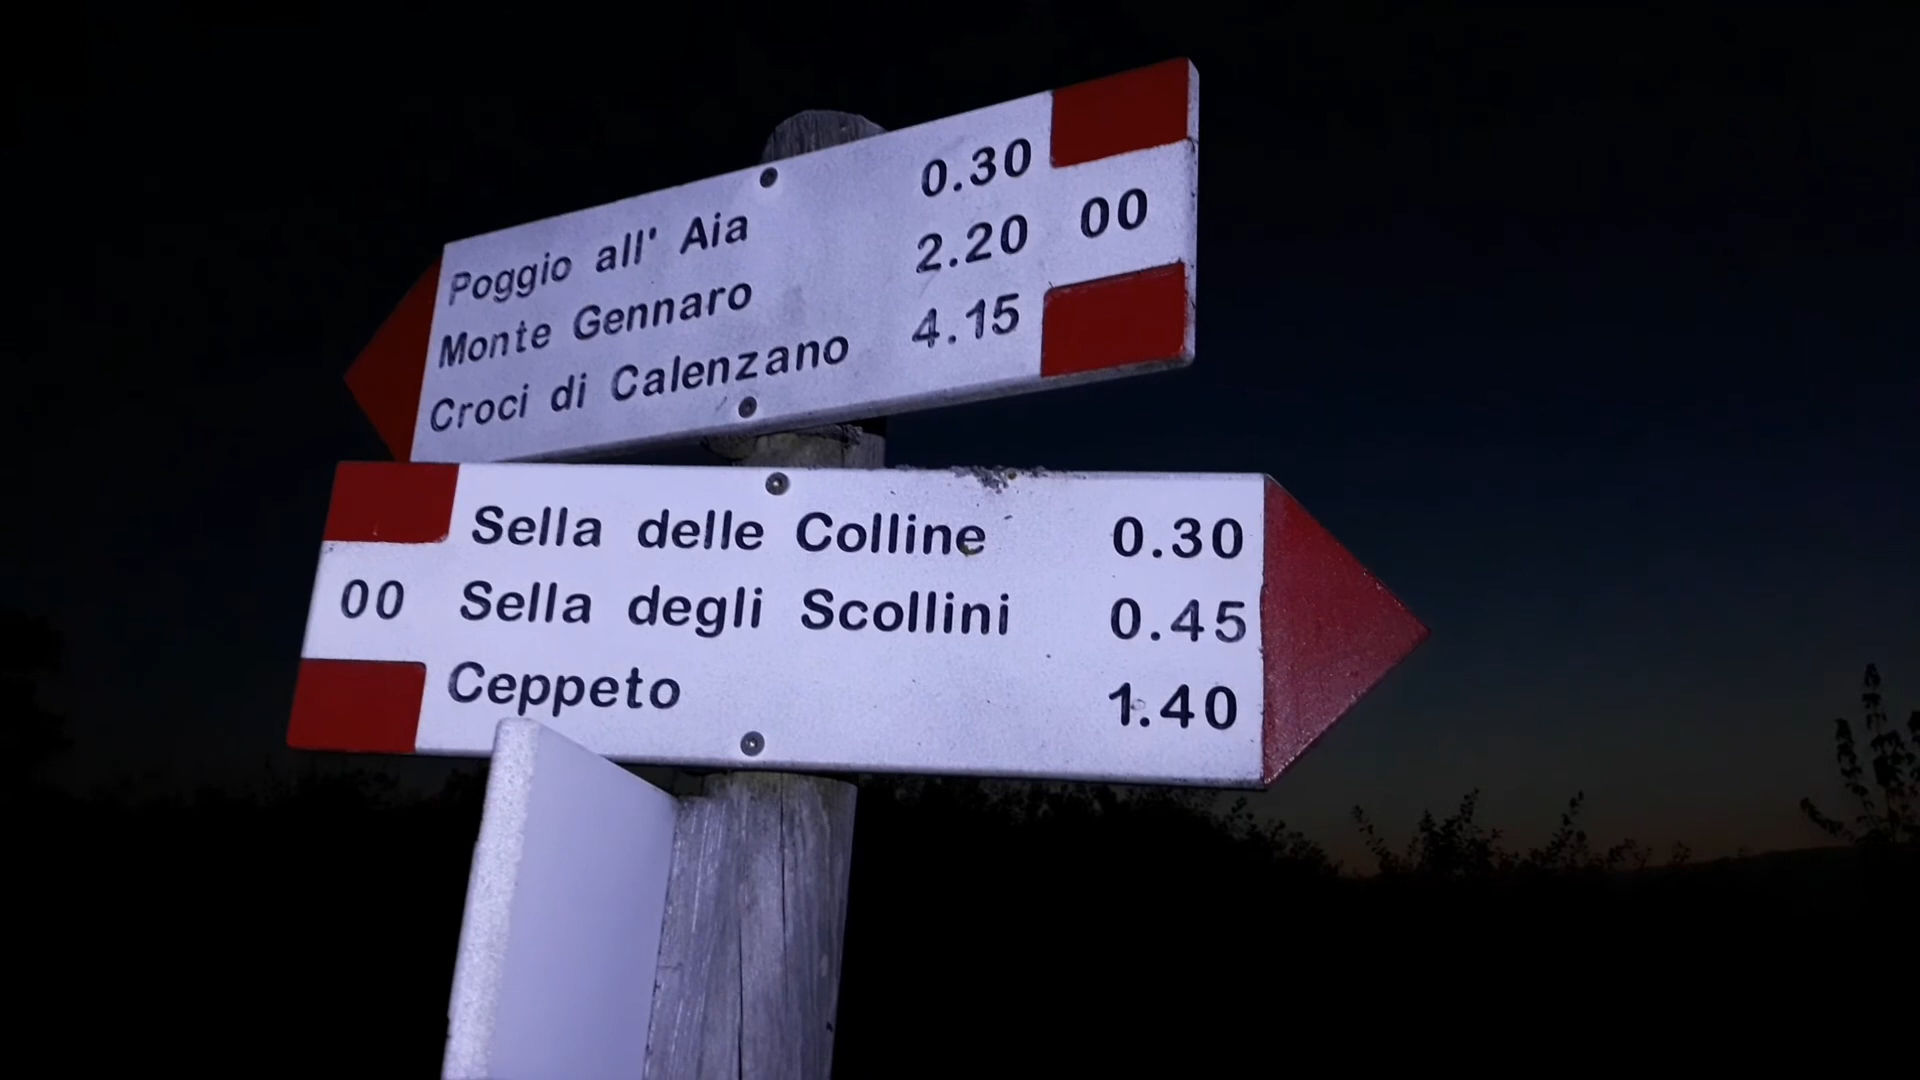 Poggio all' Aia 0.30
Monte Gennaro 2.20 00
Croci di Calenzano 4.15
Sella delle Colline 0.30
00 Sella degli Scollini 0.45
Ceppeto 1.40